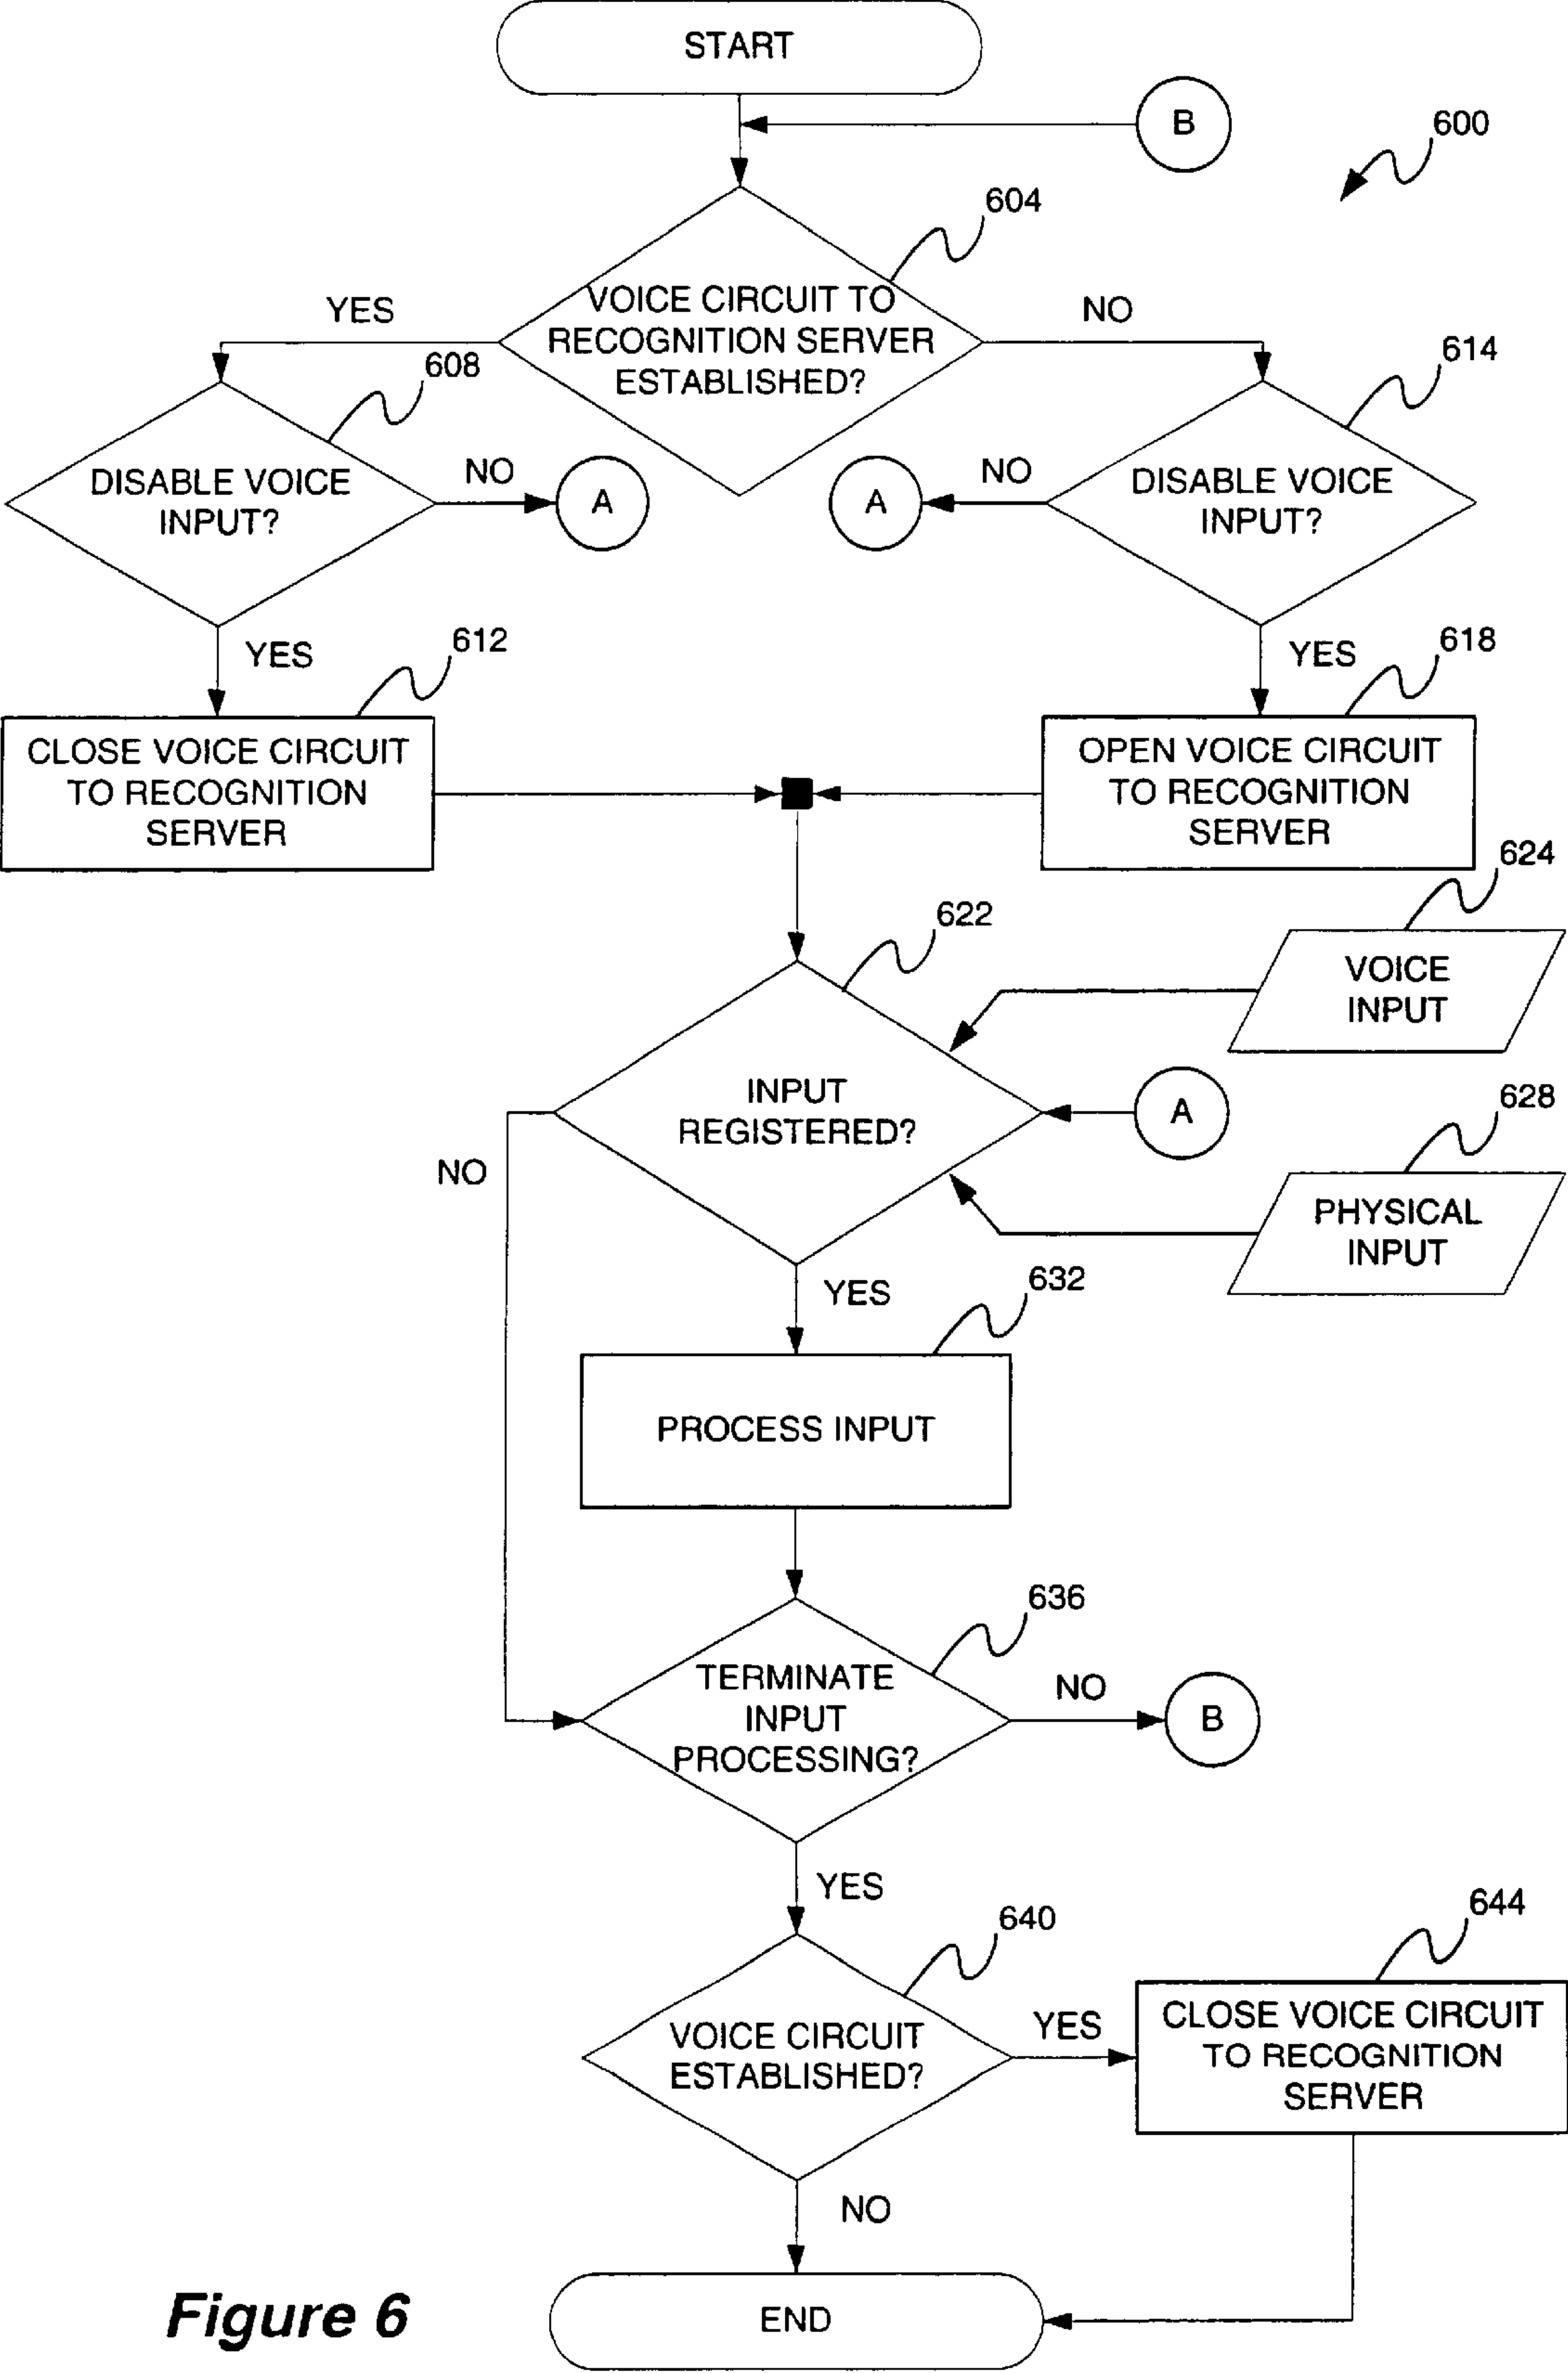 START
B
600
604
VOICE CIRCUIT TO
RECOGNITION SERVER
ESTABLISHED?
YES
NO
608
614
DISABLE VOICE
INPUT?
NO
A
A
NO
DISABLE VOICE
INPUT?
YES
612
YES
618
CLOSE VOICE CIRCUIT
TO RECOGNITION
SERVER
OPEN VOICE CIRCUIT
TO RECOGNITION
SERVER
624
622
VOICE
INPUT
INPUT
REGISTERED?
A
628
NO
PHYSICAL
INPUT
YES
632
PROCESS INPUT
636
TERMINATE
INPUT
PROCESSING?
NO
B
YES
640
644
VOICE CIRCUIT
ESTABLISHED?
YES
CLOSE VOICE CIRCUIT
TO RECOGNITION
SERVER
NO
END
Figure 6